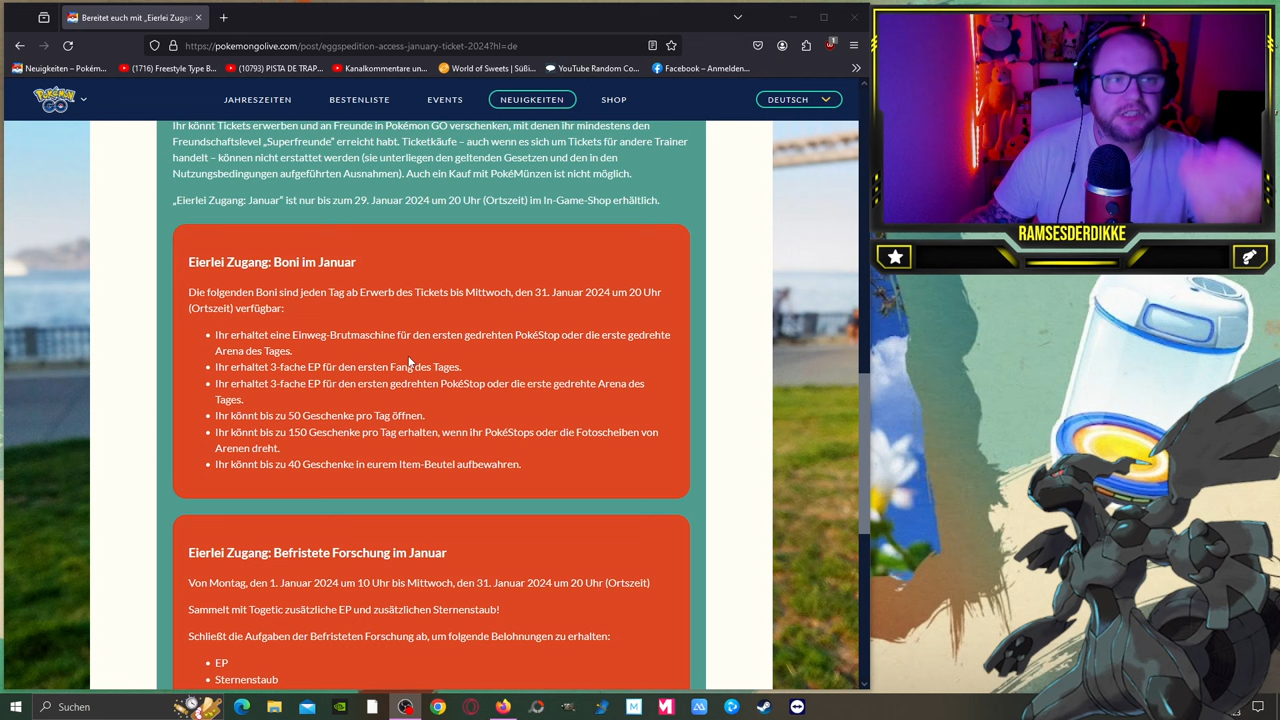 Bereitet euch mit „Eierlei Zugan
https://pokemongolive.com/post/eggspedition-access-january-ticket-2024?hl=de
1
Neuigkeiten – Pokém...
(1716) Freestyle Type B...
(10793) PISTA DE TRAP...
Kanalkommentare un...
World of Sweets | Süßi...
YouTube Random Co...
Facebook – Anmelden...
Pokémon GO
JAHRESZEITEN
BESTENLISTE
EVENTS
NEUIGKEITEN
SHOP
DEUTSCH
Ihr könnt Tickets erwerben und an Freunde in Pokémon GO verschenken, mit denen ihr mindestens den
Freundschaftslevel „Superfreunde“ erreicht habt. Ticketkäufe – auch wenn es sich um Tickets für andere Trainer
handelt – können nicht erstattet werden (sie unterliegen den geltenden Gesetzen und den in den
Nutzungsbedingungen aufgeführten Ausnahmen). Auch ein Kauf mit PokéMünzen ist nicht möglich.
„Eierlei Zugang: Januar“ ist nur bis zum 29. Januar 2024 um 20 Uhr (Ortszeit) im In-Game-Shop erhältlich.
Eierlei Zugang: Boni im Januar
Die folgenden Boni sind jeden Tag ab Erwerb des Tickets bis Mittwoch, den 31. Januar 2024 um 20 Uhr
(Ortszeit) verfügbar:
Ihr erhaltet eine Einweg-Brutmaschine für den ersten gedrehten PokéStop oder die erste gedrehte
Arena des Tages.
Ihr erhaltet 3-fache EP für den ersten Fang des Tages.
Ihr erhaltet 3-fache EP für den ersten gedrehten PokéStop oder die erste gedrehte Arena des
Tages.
Ihr könnt bis zu 50 Geschenke pro Tag öffnen.
Ihr könnt bis zu 150 Geschenke pro Tag erhalten, wenn ihr PokéStops oder die Fotoscheiben von
Arenen dreht.
Ihr könnt bis zu 40 Geschenke in eurem Item-Beutel aufbewahren.
Eierlei Zugang: Befristete Forschung im Januar
Von Montag, den 1. Januar 2024 um 10 Uhr bis Mittwoch, den 31. Januar 2024 um 20 Uhr (Ortszeit)
Sammelt mit Togetic zusätzliche EP und zusätzlichen Sternenstaub!
Schließt die Aufgaben der Befristeten Forschung ab, um folgende Belohnungen zu erhalten:
EP
Sternenstaub
RAMSESDERDIKKE
Suchen